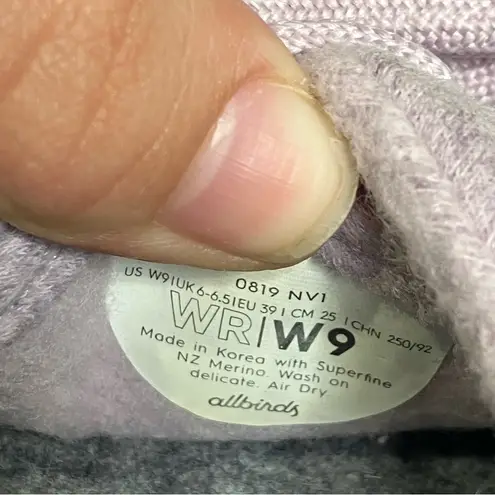 0819 NV1
US W9 | UK 6-6.5 | EU 39 | CM 25 | CHN 250/92
WR | W9
Made in Korea with Superfine
NZ Merino. Wash on
delicate. Air Dry
allbirds